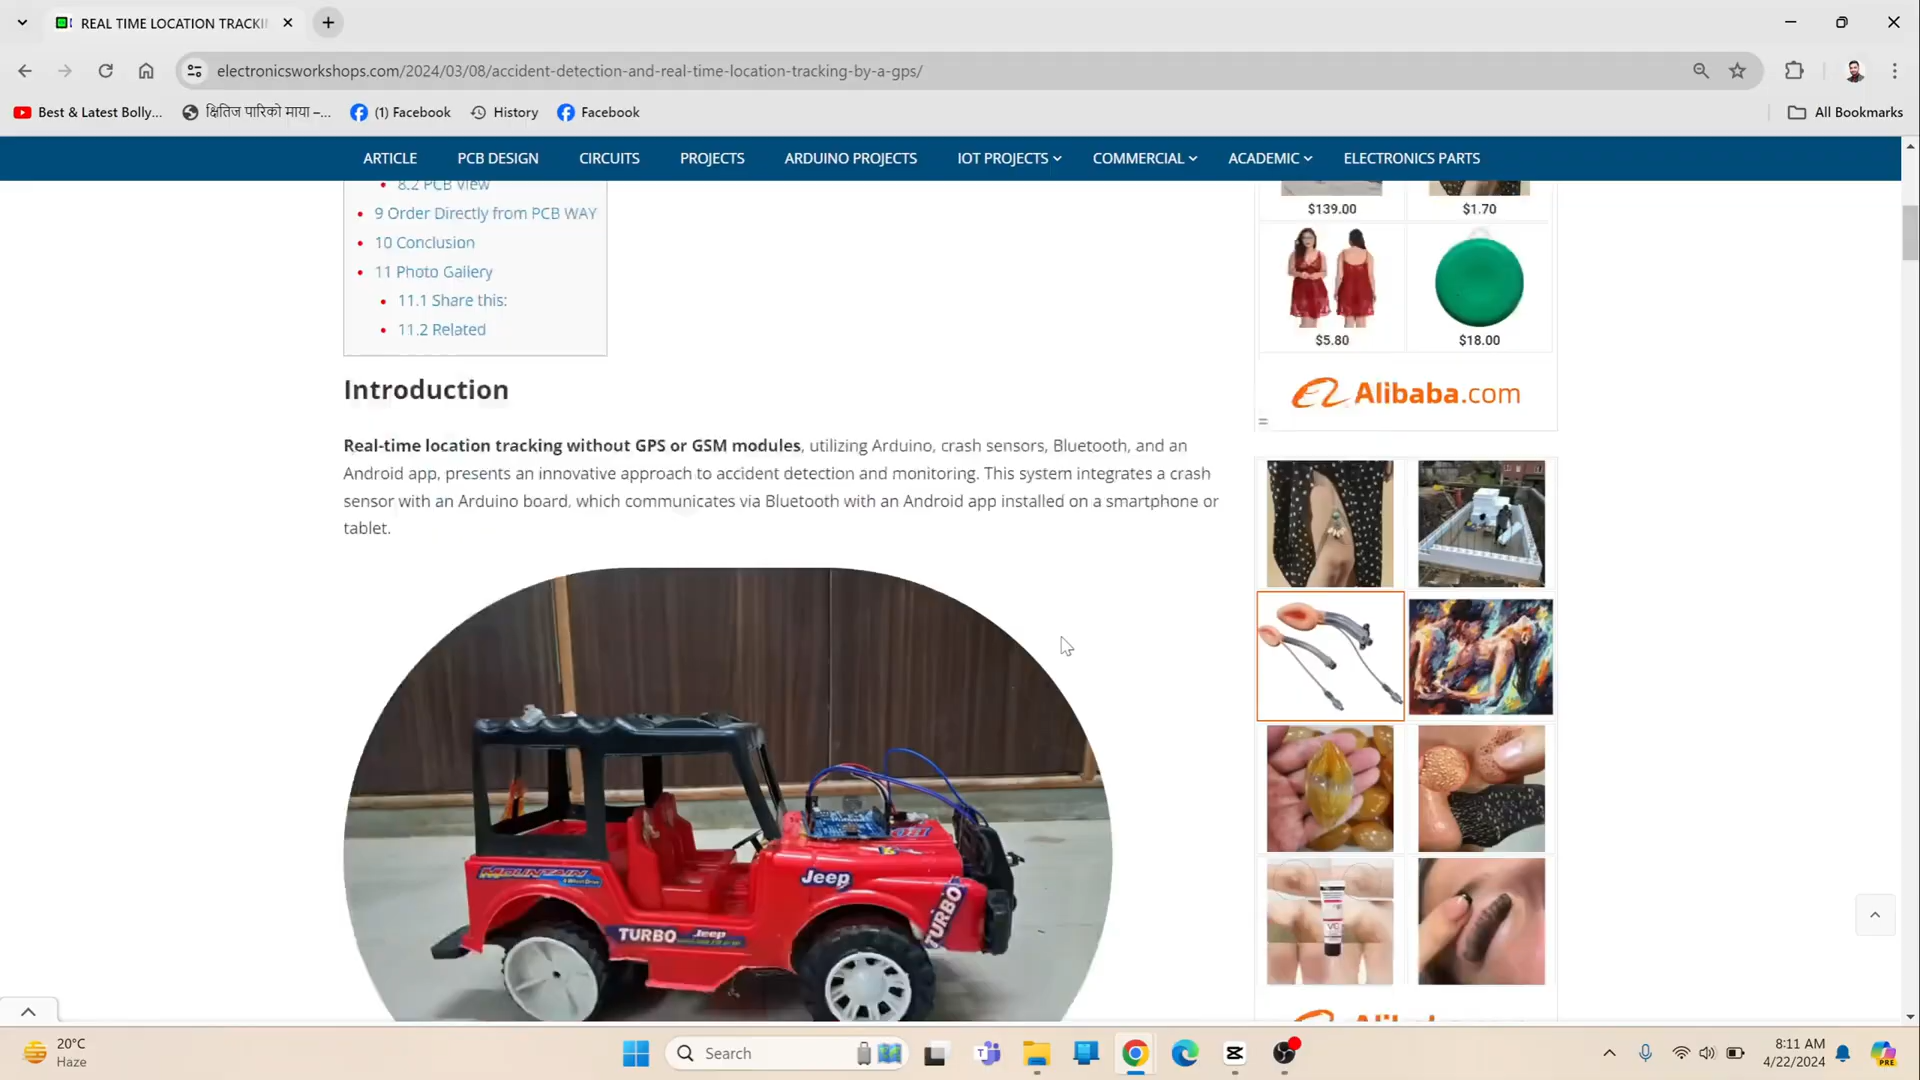 REAL TIME LOCATION TRACKI
electronicsworkshops.com/2024/03/08/accident-detection-and-real-time-location-tracking-by-a-gps/
Best & Latest Bolly...
क्षितिज पारिको माया –...
(1) Facebook
History
Facebook
All Bookmarks
ARTICLE
PCB DESIGN
CIRCUITS
PROJECTS
ARDUINO PROJECTS
IOT PROJECTS
COMMERCIAL
ACADEMIC
ELECTRONICS PARTS
8.2 PCB View
9 Order Directly from PCB WAY
10 Conclusion
11 Photo Gallery
11.1 Share this:
11.2 Related
$139.00
$1.70
$5.80
$18.00
Alibaba.com
Introduction
Real-time location tracking without GPS or GSM modules, utilizing Arduino, crash sensors, Bluetooth, and an
Android app, presents an innovative approach to accident detection and monitoring. This system integrates a crash
sensor with an Arduino board, which communicates via Bluetooth with an Android app installed on a smartphone or
tablet.
MOUNTAIN
Jeep
TURBO
TURBO Jeep
VC
20°C
Haze
Search
8:11 AM
4/22/2024
PRE